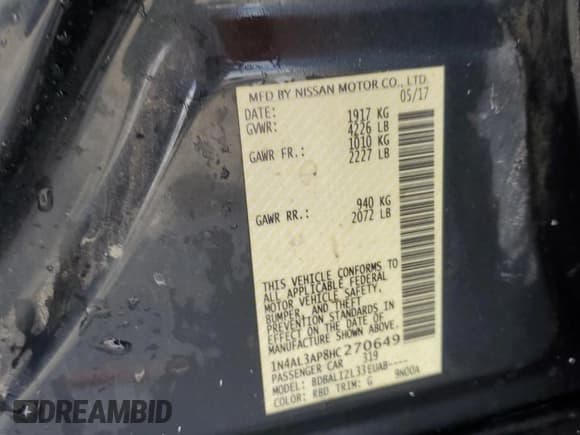 MFD BY NISSAN MOTOR CO., LTD.
DATE: 05/17
GVWR: 1917 KG
4226 LB
GAWR FR.: 1010 KG
2227 LB
GAWR RR.: 940 KG
2072 LB
THIS VEHICLE CONFORMS TO
ALL APPLICABLE FEDERAL
MOTOR VEHICLE SAFETY,
BUMPER, AND THEFT
PREVENTION STANDARDS IN
EFFECT ON THE DATE OF
MANUFACTURE SHOWN ABOVE.
1N4AL3AP8HC270649
PASSENGER CAR 319
MODEL: BDBALIZL33EUAB----
COLOR: RBD TRIM: G 9N00A
DREAMBID